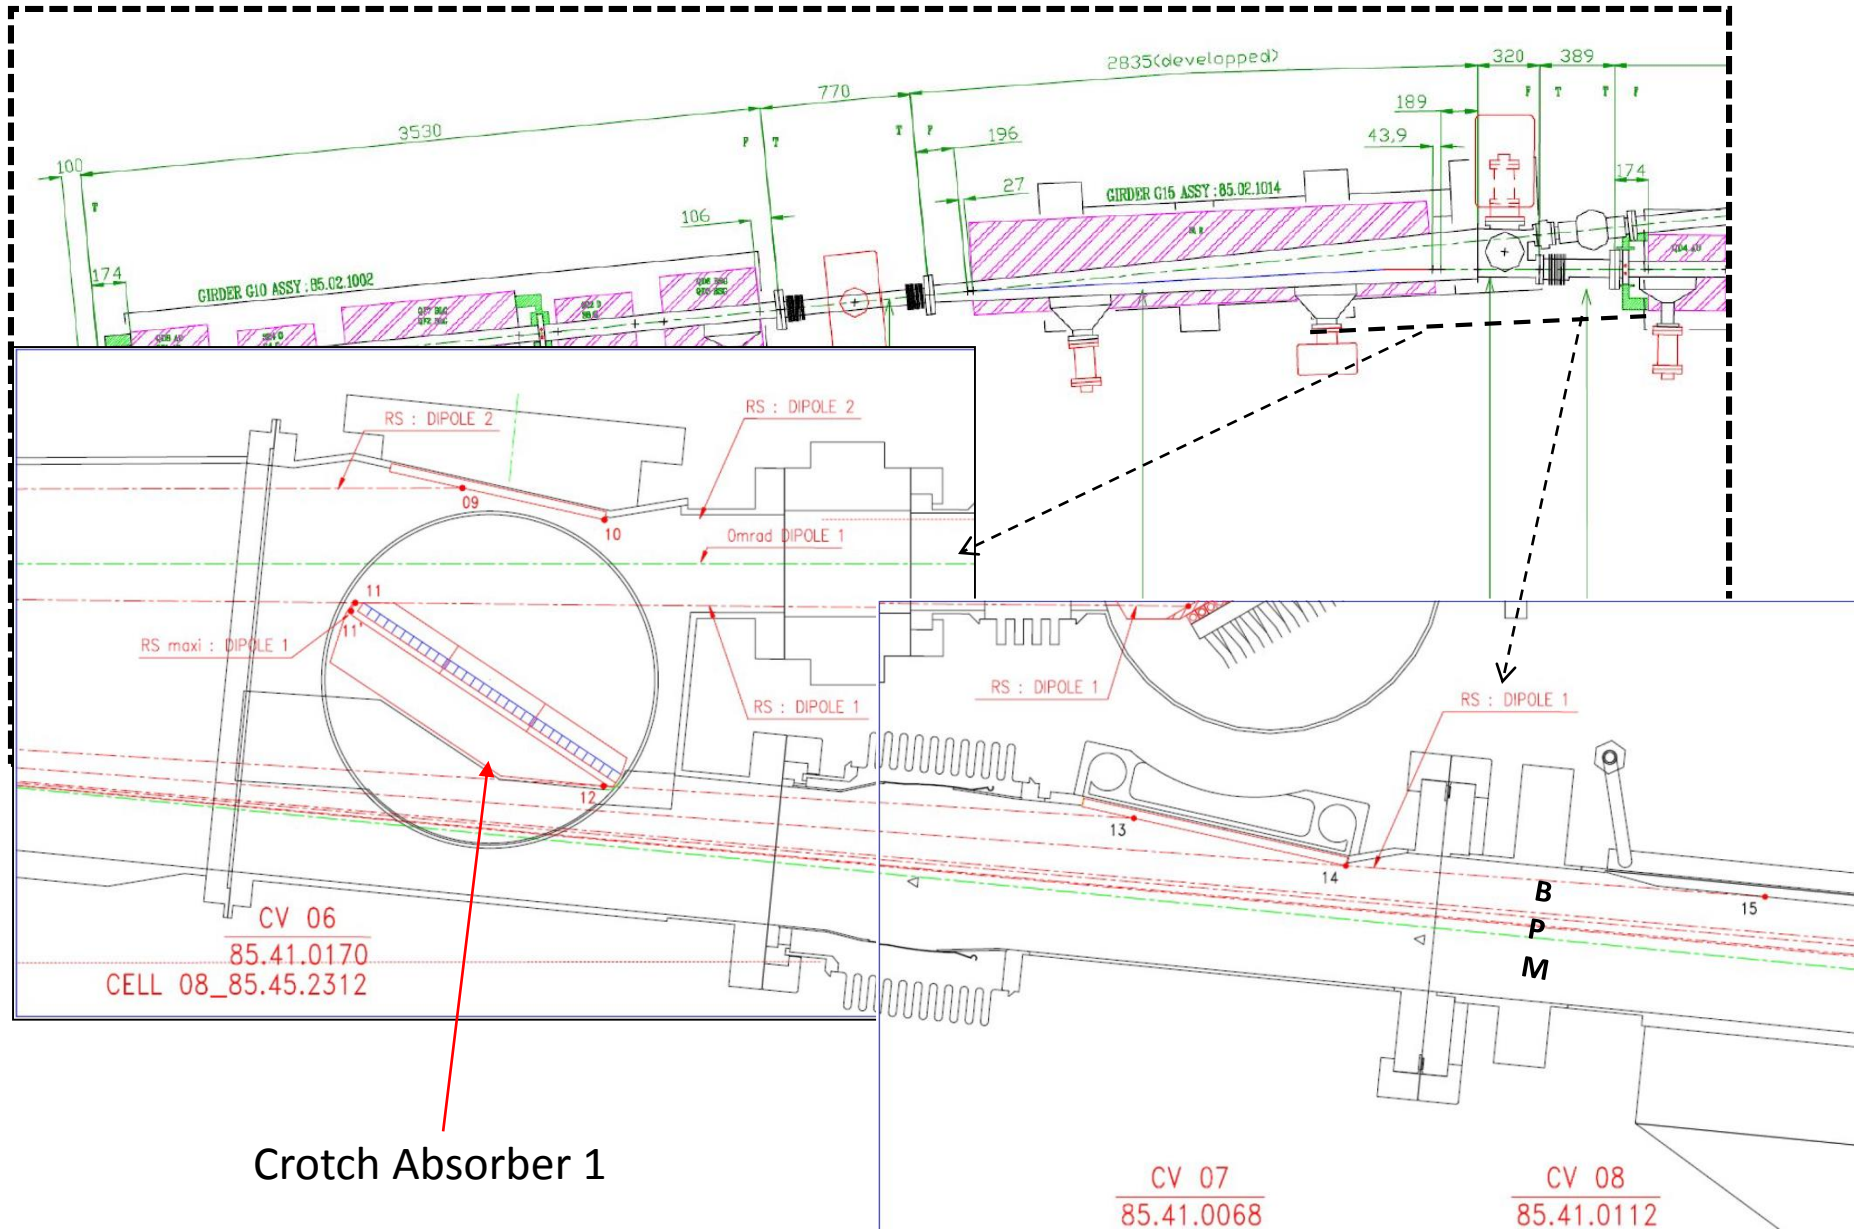 2835(developped)
320
389
770
3530
100
189
43,9
196
27
174
106
174
P T
T P
P T
T P
T
GIRDER G15 ASSY : 85.02.1014
GIRDER G10 ASSY : 85.02.1002
QD4 AU
RS : DIPOLE 2
RS : DIPOLE 2
09
10
0mrad DIPOLE 1
11
11'
RS maxi : DIPOLE 1
RS : DIPOLE 1
12
CV 06
85.41.0170
CELL 08_85.45.2312
RS : DIPOLE 1
RS : DIPOLE 1
13
14
15
B
P
M
CV 07
85.41.0068
CV 08
85.41.0112
Crotch Absorber 1